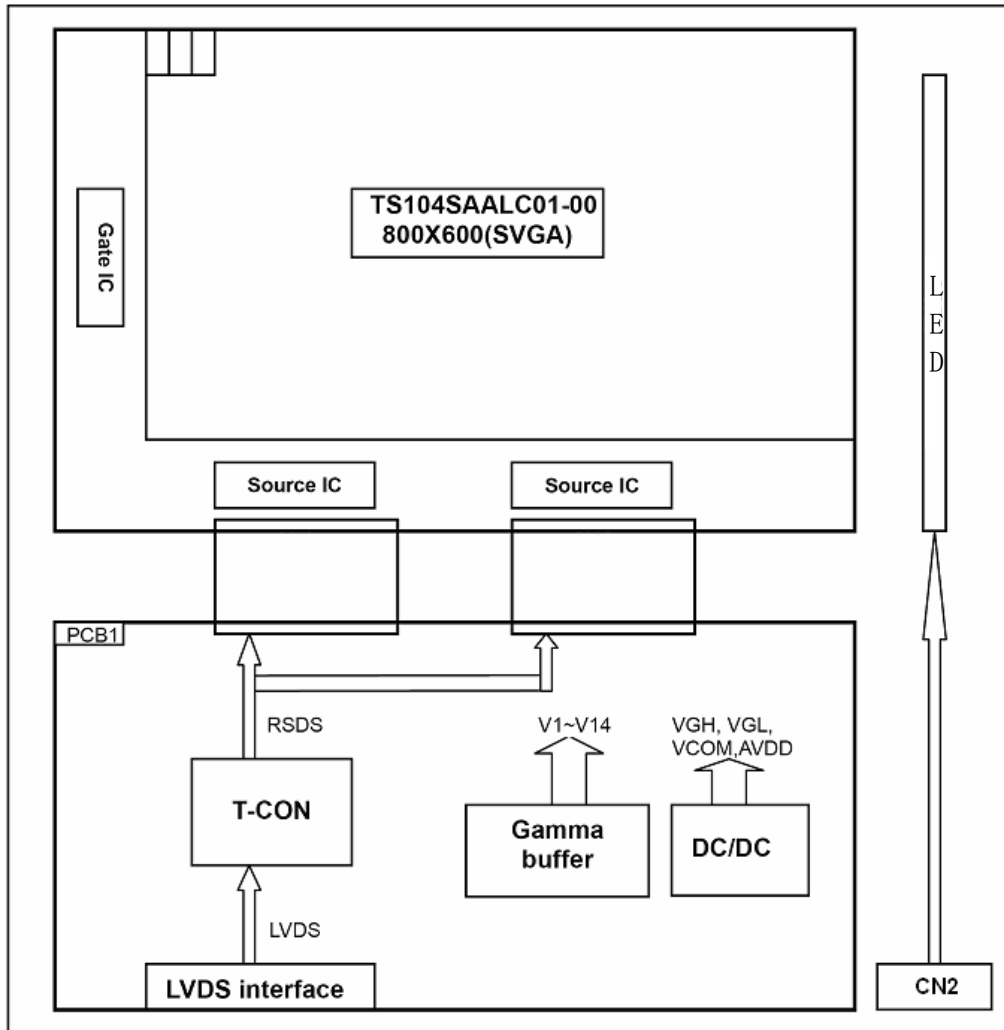 TS104SAALC01-00
800X600(SVGA)
Gate IC
LED
Source IC
Source IC
PCB1
RSDS
V1~V14
VGH, VGL,
VCOM,AVDD
T-CON
Gamma
buffer
DC/DC
LVDS
LVDS interface
CN2